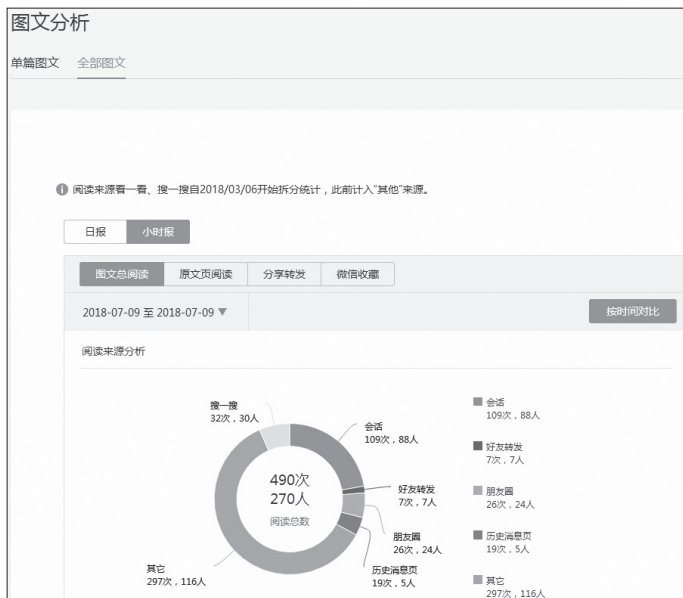 图文分析
单篇图文 全部图文
阅读来源看一看、搜一搜自2018/03/06开始拆分统计，此前计入"其他"来源。
日报 小时报
图文总阅读 原文页阅读 分享转发 微信收藏
2018-07-09 至 2018-07-09 按时间对比
阅读来源分析
搜一搜
32次，30人
会话
109次，88人
好友转发
7次，7人
朋友圈
26次，24人
历史消息页
19次，5人
其它
297次，116人
490次
270人
阅读总数
会话
109次，88人
好友转发
7次，7人
朋友圈
26次，24人
历史消息页
19次，5人
其它
297次，116人